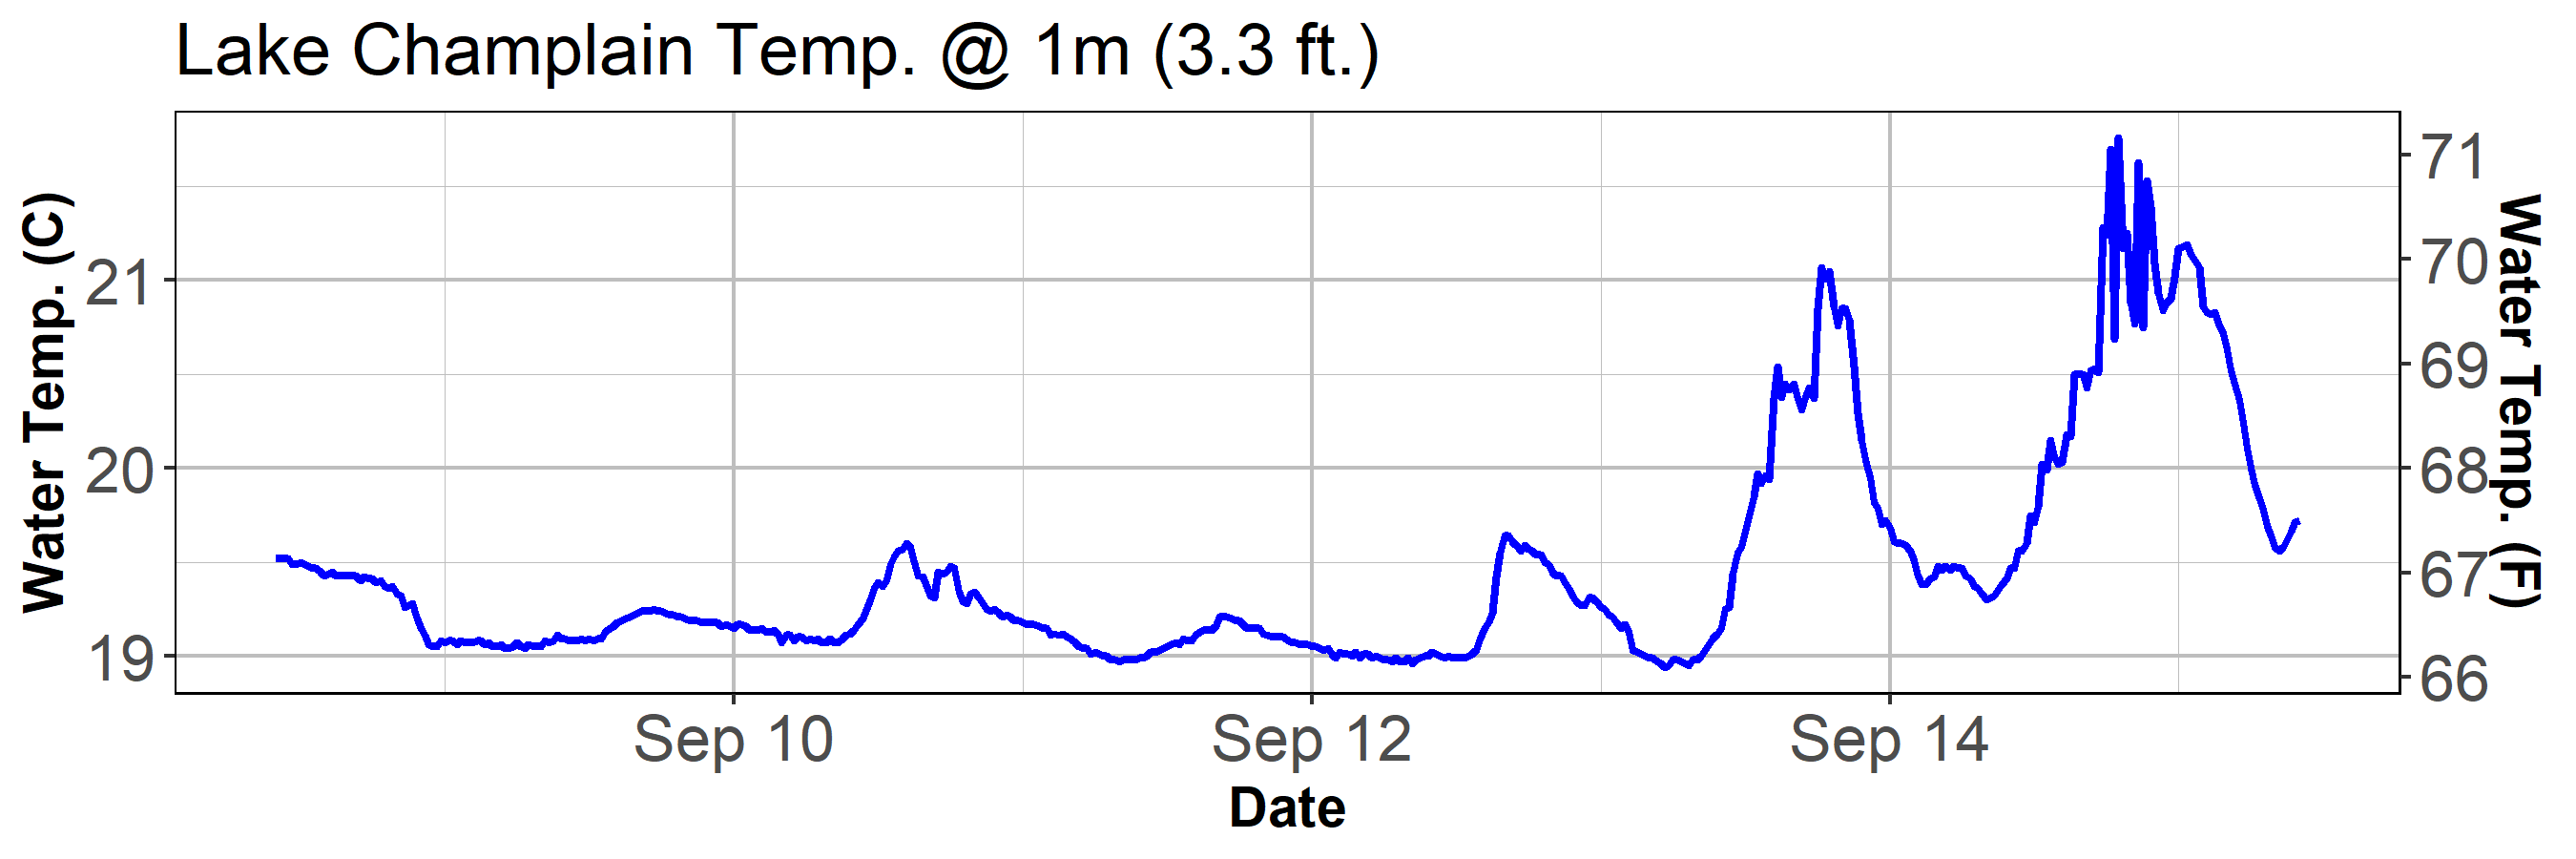 Lake Champlain Temp. @ 1m (3.3 ft.)
Water Temp. (C)
21
20
19
71
70
69
68
67
66
Water Temp. (F)
Sep 10
Sep 12
Sep 14
Date